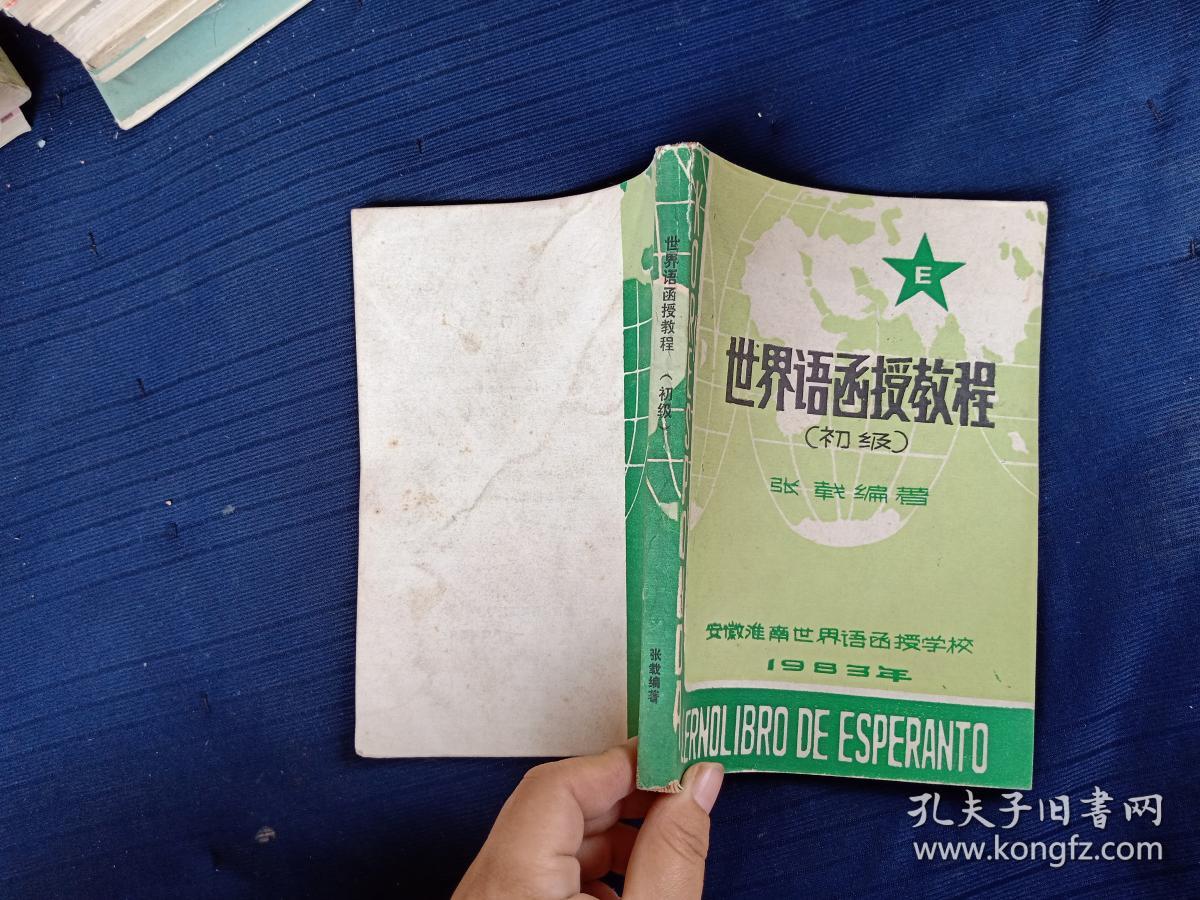 世界语函授教程
(初级)
张载编著
E
世界语函授教程
(初级)
张载编著
安徽淮南世界语函授学校
1983年
LERNOLIBRO DE ESPERANTO
孔夫子旧书网
www.kongfz.com